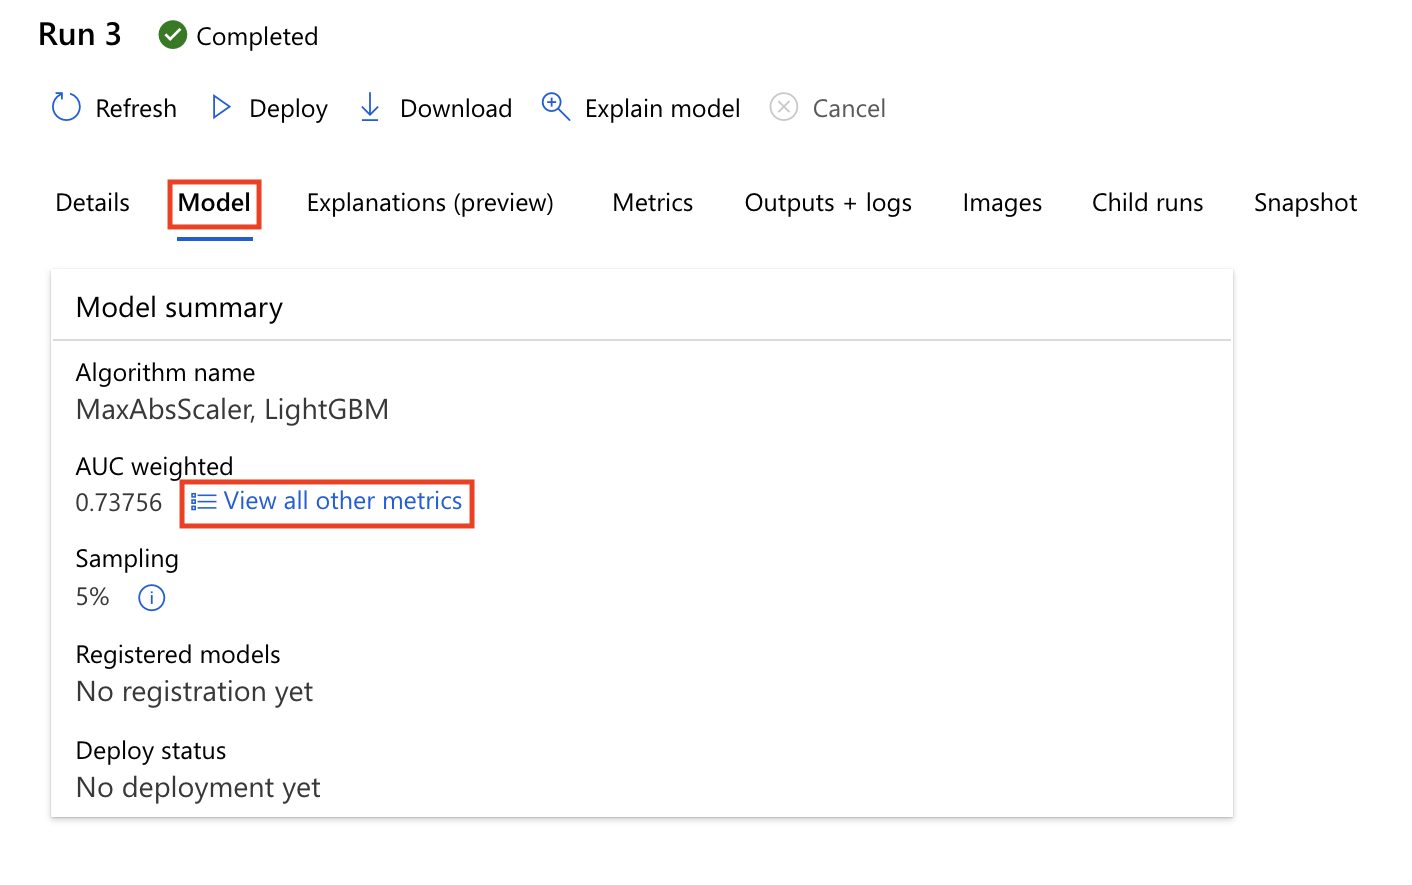 Run 3 Completed
Refresh Deploy Download Explain model Cancel
Details Model Explanations (preview) Metrics Outputs + logs Images Child runs Snapshot
Model summary
Algorithm name
MaxAbsScaler, LightGBM
AUC weighted
0.73756 View all other metrics
Sampling
5%
Registered models
No registration yet
Deploy status
No deployment yet